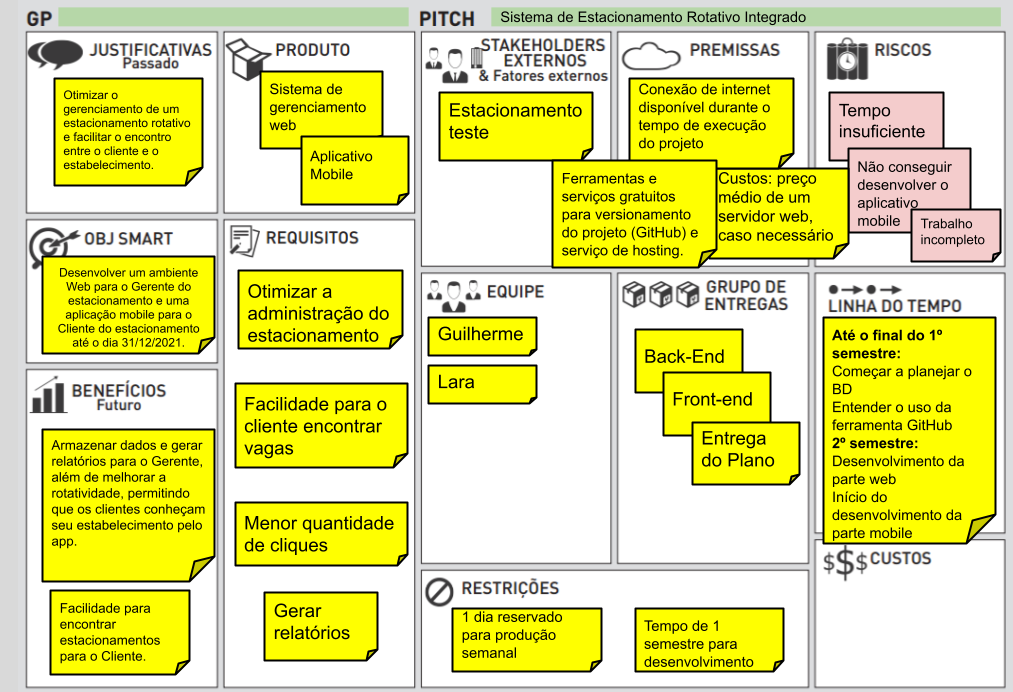 GP
PITCH
Sistema de Estacionamento Rotativo Integrado
JUSTIFICATIVAS
Passado
Otimizar o
gerenciamento de um
estacionamento rotativo
e facilitar o encontro
entre o cliente e o
estabelecimento.
PRODUTO
Sistema de
gerenciamento
web
Aplicativo
Mobile
STAKEHOLDERS
EXTERNOS
& Fatores externos
Estacionamento
teste
PREMISSAS
Conexão de internet
disponível durante o
tempo de execução
do projeto
Ferramentas e
serviços gratuitos
para versionamento
do projeto (GitHub) e
serviço de hosting.
Custos: preço
médio de um
servidor web,
caso necessário
RISCOS
Tempo
insuficiente
Não conseguir
desenvolver o
aplicativo
mobile
Trabalho
incompleto
OBJ SMART
Desenvolver um ambiente
Web para o Gerente do
estacionamento e uma
aplicação mobile para o
Cliente do estacionamento
até o dia 31/12/2021.
REQUISITOS
Otimizar a
administração do
estacionamento
Facilidade para o
cliente encontrar
vagas
Menor quantidade
de cliques
Gerar
relatórios
EQUIPE
Guilherme
Lara
GRUPO DE
ENTREGAS
Back-End
Front-end
Entrega
do Plano
LINHA DO TEMPO
Até o final do 1º
semestre:
Começar a planejar o
BD
Entender o uso da
ferramenta GitHub
2º semestre:
Desenvolvimento da
parte web
Início do
desenvolvimento da
parte mobile
BENEFÍCIOS
Futuro
Armazenar dados e gerar
relatórios para o Gerente,
além de melhorar a
rotatividade, permitindo
que os clientes conheçam
seu estabelecimento pelo
app.
Facilidade para
encontrar
estacionamentos
para o Cliente.
RESTRIÇÕES
1 dia reservado
para produção
semanal
Tempo de 1
semestre para
desenvolvimento
$$$ CUSTOS